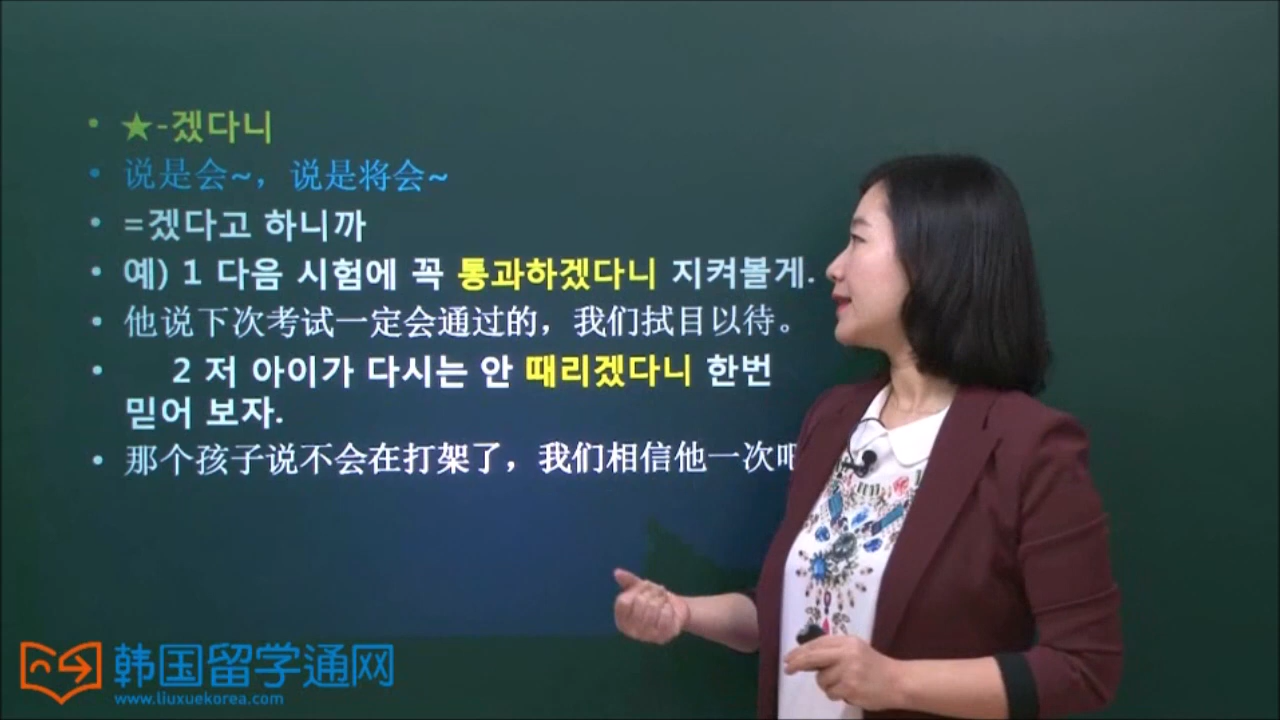 ★-겠다니
说是会~，说是将会~
=겠다고 하니까
예) 1 다음 시험에 꼭 통과하겠다니 지켜볼게.
他说下次考试一定会通过的，我们拭目以待。
2 저 아이가 다시는 안 때리겠다니 한번
믿어 보자.
那个孩子说不会在打架了，我们相信他一次吧
韩国留学通网
www.liuxuekorea.com